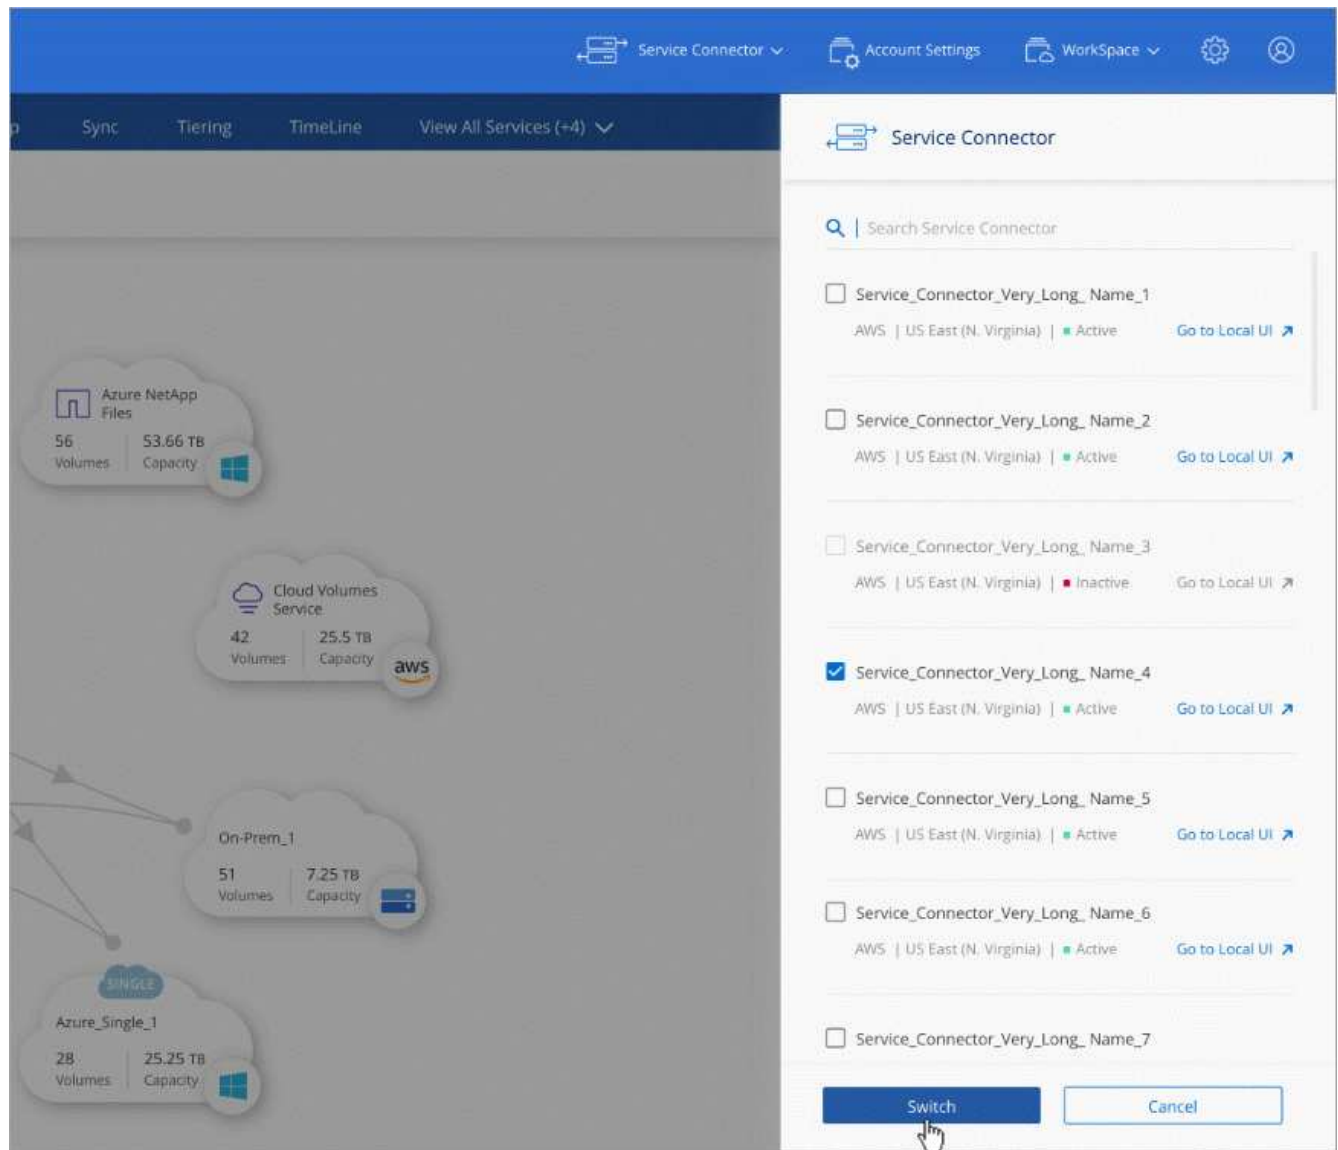 Service Connector
Account Settings
WorkSpace
Sync
Tiering
TimeLine
View All Services (+4)
Azure NetApp
Files
56
53.66 TB
Volumes
Capacity
Cloud Volumes
Service
42
25.5 TB
Volumes
Capacity
aws
On-Prem_1
51
7.25 TB
Volumes
Capacity
SINGLE
Azure_Single_1
28
25.25 TB
Volumes
Capacity
Service Connector
Search Service Connector
Service_Connector_Very_Long_ Name_1
AWS | US East (N. Virginia) | Active Go to Local UI
Service_Connector_Very_Long_ Name_2
AWS | US East (N. Virginia) | Active Go to Local UI
Service_Connector_Very_Long_ Name_3
AWS | US East (N. Virginia) | Inactive Go to Local UI
Service_Connector_Very_Long_ Name_4
AWS | US East (N. Virginia) | Active Go to Local UI
Service_Connector_Very_Long_ Name_5
AWS | US East (N. Virginia) | Active Go to Local UI
Service_Connector_Very_Long_ Name_6
AWS | US East (N. Virginia) | Active Go to Local UI
Service_Connector_Very_Long_ Name_7
Switch
Cancel